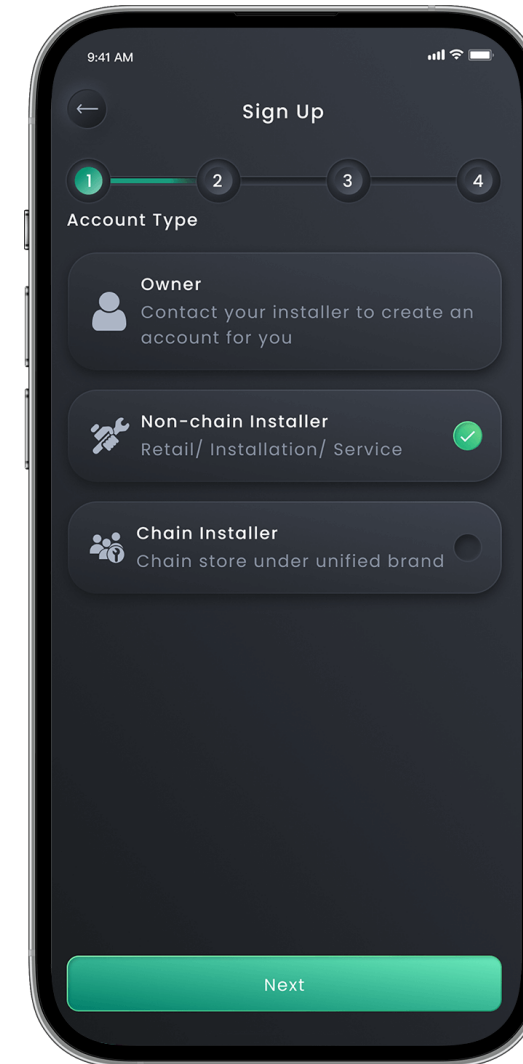 9:41 AM
Sign Up
1
2
3
4
Account Type
Owner
Contact your installer to create an
account for you
Non-chain Installer
Retail/ Installation/ Service
Chain Installer
Chain store under unified brand
Next